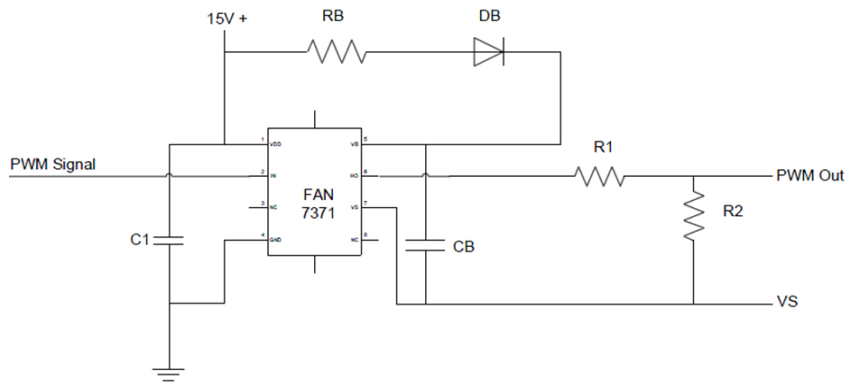 15V +
RB
DB
1
VDD
5
VB
R1
PWM Signal
2
IN
6
HO
PWM Out
FAN
7371
3
NC
7
VS
R2
C1
4
GND
8
NC
CB
VS